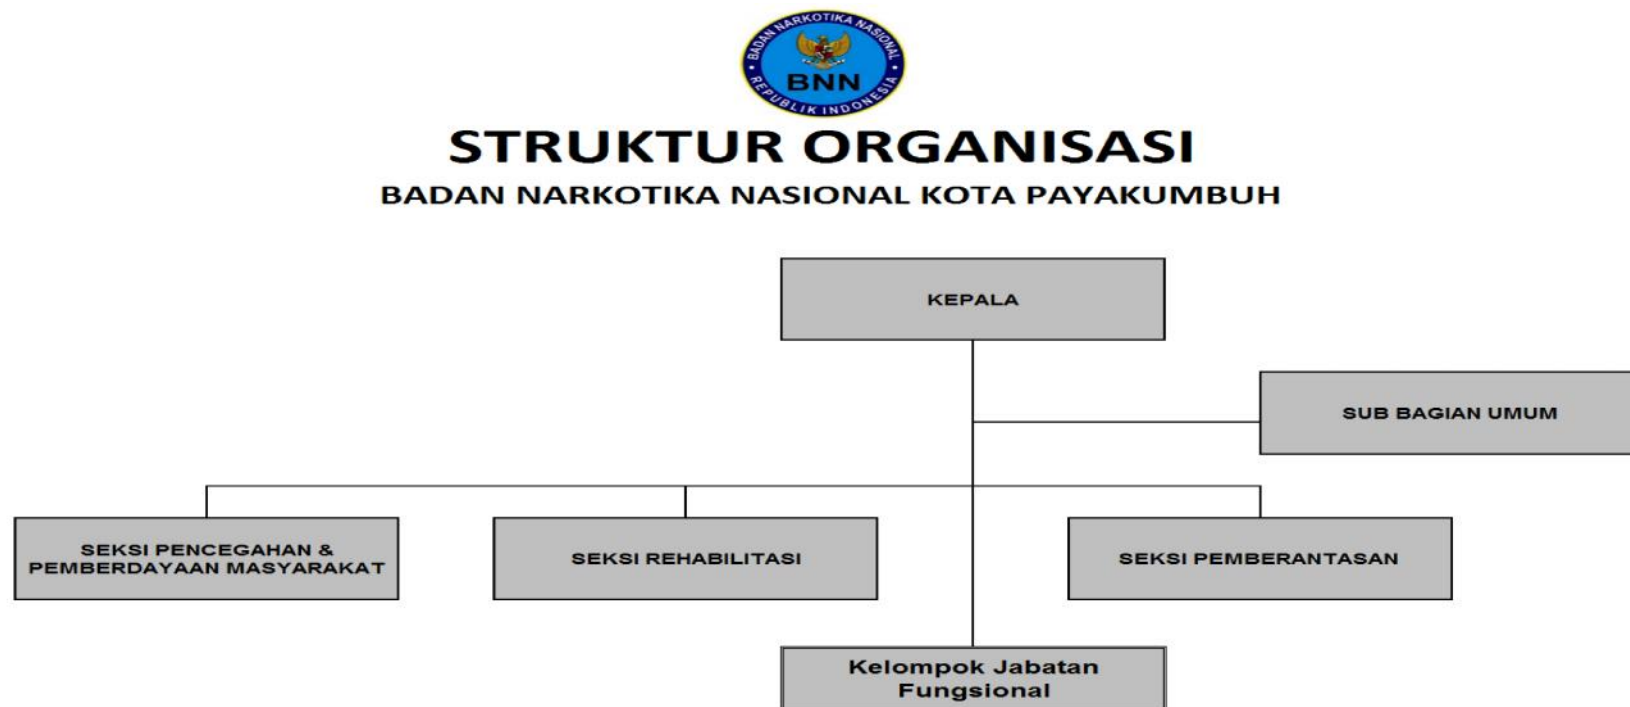 BADAN NARKOTIKA NASIONAL
BNN
REPUBLIK INDONESIA
STRUKTUR ORGANISASI
BADAN NARKOTIKA NASIONAL KOTA PAYAKUMBUH
KEPALA
SUB BAGIAN UMUM
SEKSI PENCEGAHAN &
PEMBERDAYAAN MASYARAKAT
SEKSI REHABILITASI
SEKSI PEMBERANTASAN
Kelompok Jabatan
Fungsional